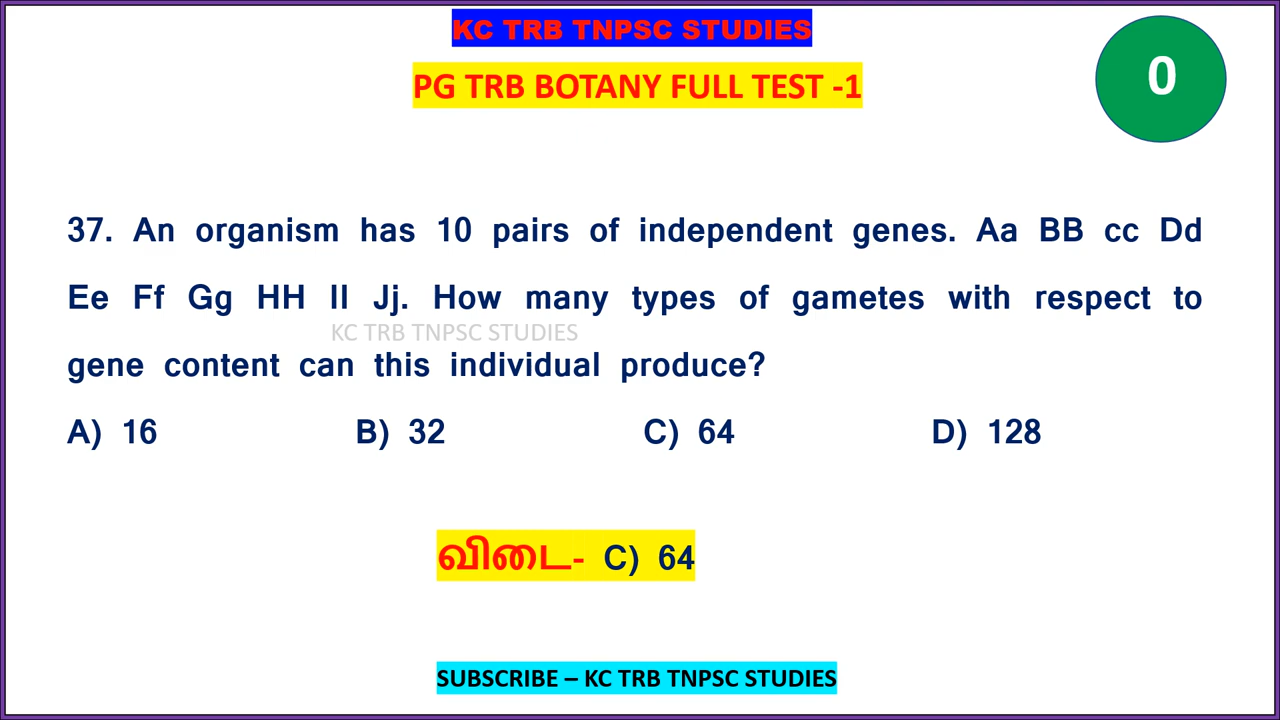 KC TRB TNPSC STUDIES
PG TRB BOTANY FULL TEST -1
0
37. An organism has 10 pairs of independent genes. Aa BB cc Dd
Ee Ff Gg HH II Jj. How many types of gametes with respect to
KC TRB TNPSC STUDIES
gene content can this individual produce?
A) 16 B) 32 C) 64 D) 128
விடை- C) 64
SUBSCRIBE – KC TRB TNPSC STUDIES